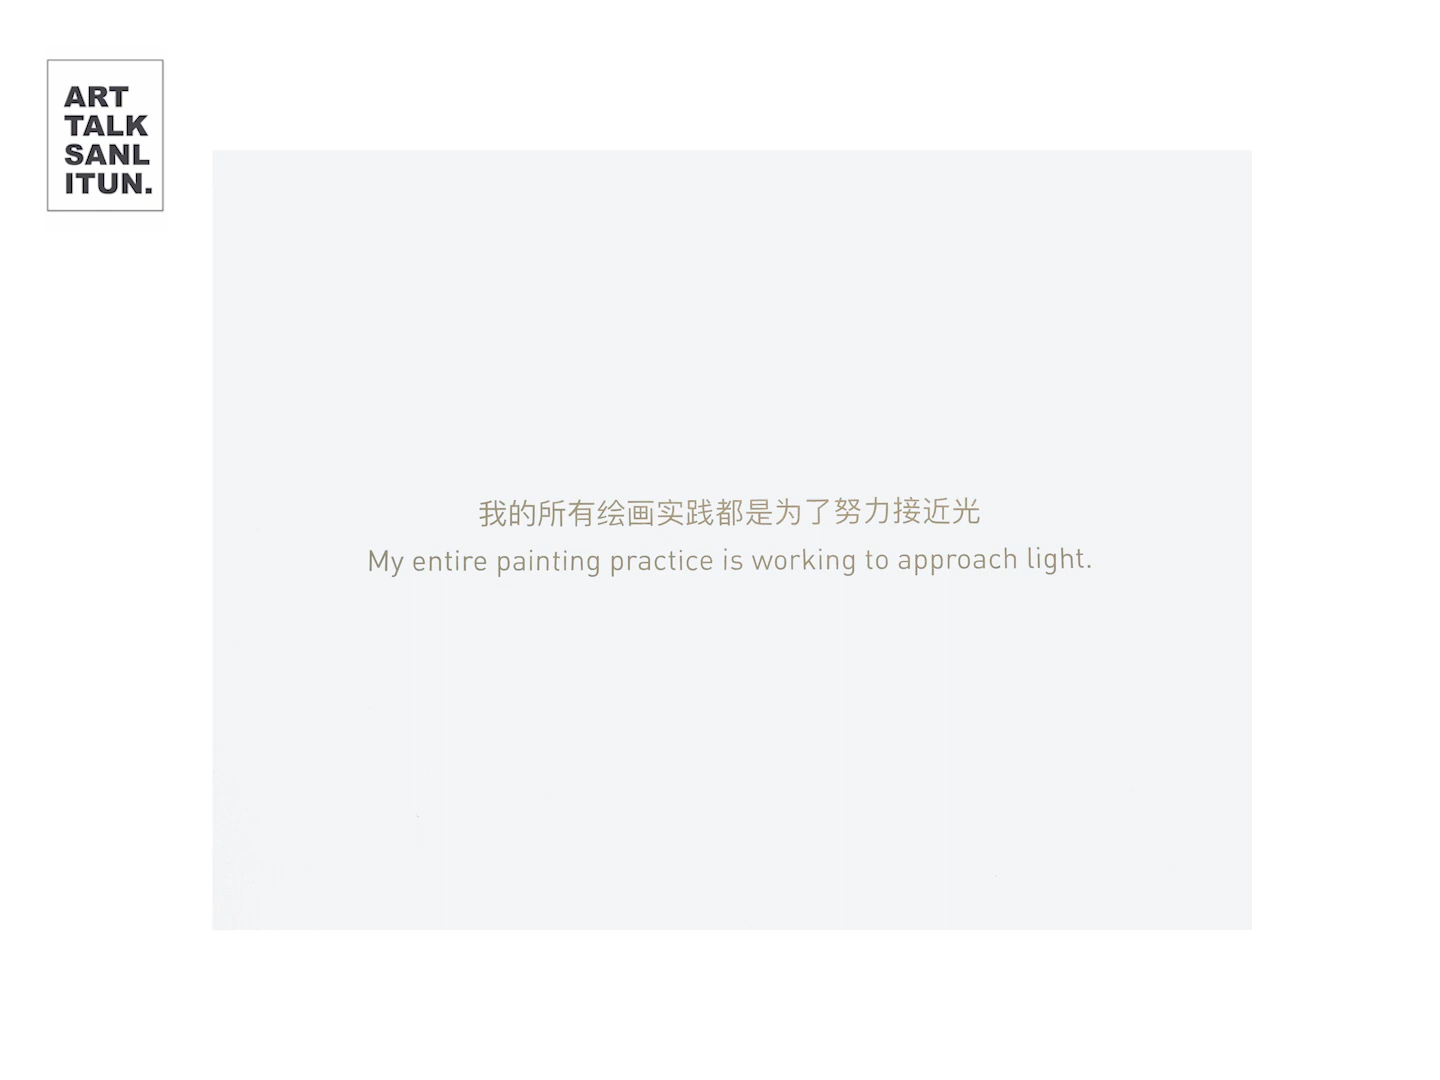 ART
TALK
SANL
ITUN.
我的所有绘画实践都是为了努力接近光
My entire painting practice is working to approach light.